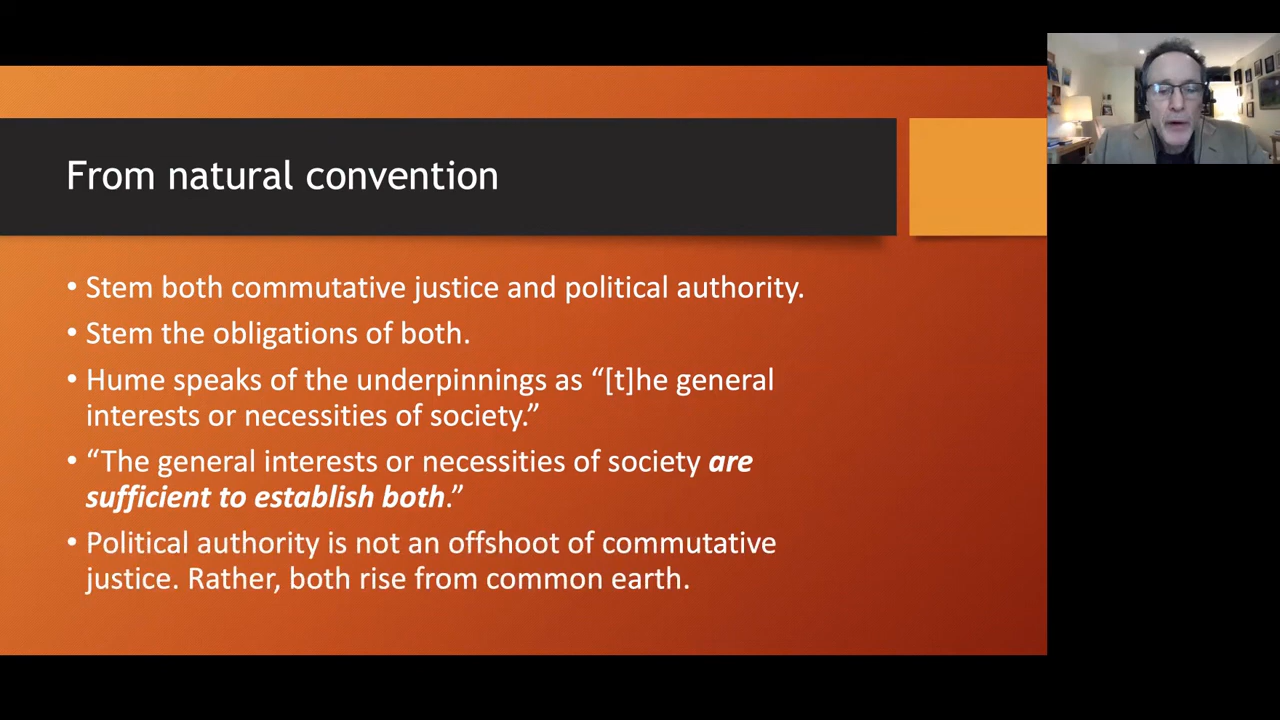 From natural convention
• Stem both commutative justice and political authority.
• Stem the obligations of both.
• Hume speaks of the underpinnings as “[t]he general
interests or necessities of society.”
• “The general interests or necessities of society are
sufficient to establish both.”
• Political authority is not an offshoot of commutative
justice. Rather, both rise from common earth.